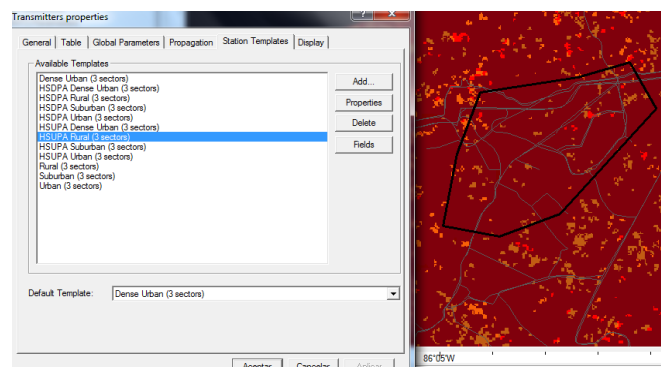 Transmitters properties
General | Table | Global Parameters | Propagation | Station Templates | Display
Available Templates
Dense Urban (3 sectors)
HSDPA Dense Urban (3 sectors)
HSDPA Rural (3 sectors)
HSDPA Suburban (3 sectors)
HSDPA Urban (3 sectors)
HSUPA Dense Urban (3 sectors)
HSUPA Rural (3 sectors)
HSUPA Suburban (3 sectors)
HSUPA Urban (3 sectors)
Rural (3 sectors)
Suburban (3 sectors)
Urban (3 sectors)
Add...
Properties
Delete
Fields
Default Template: Dense Urban (3 sectors)
Aceptar Cancelar Aplicar
86°05'W